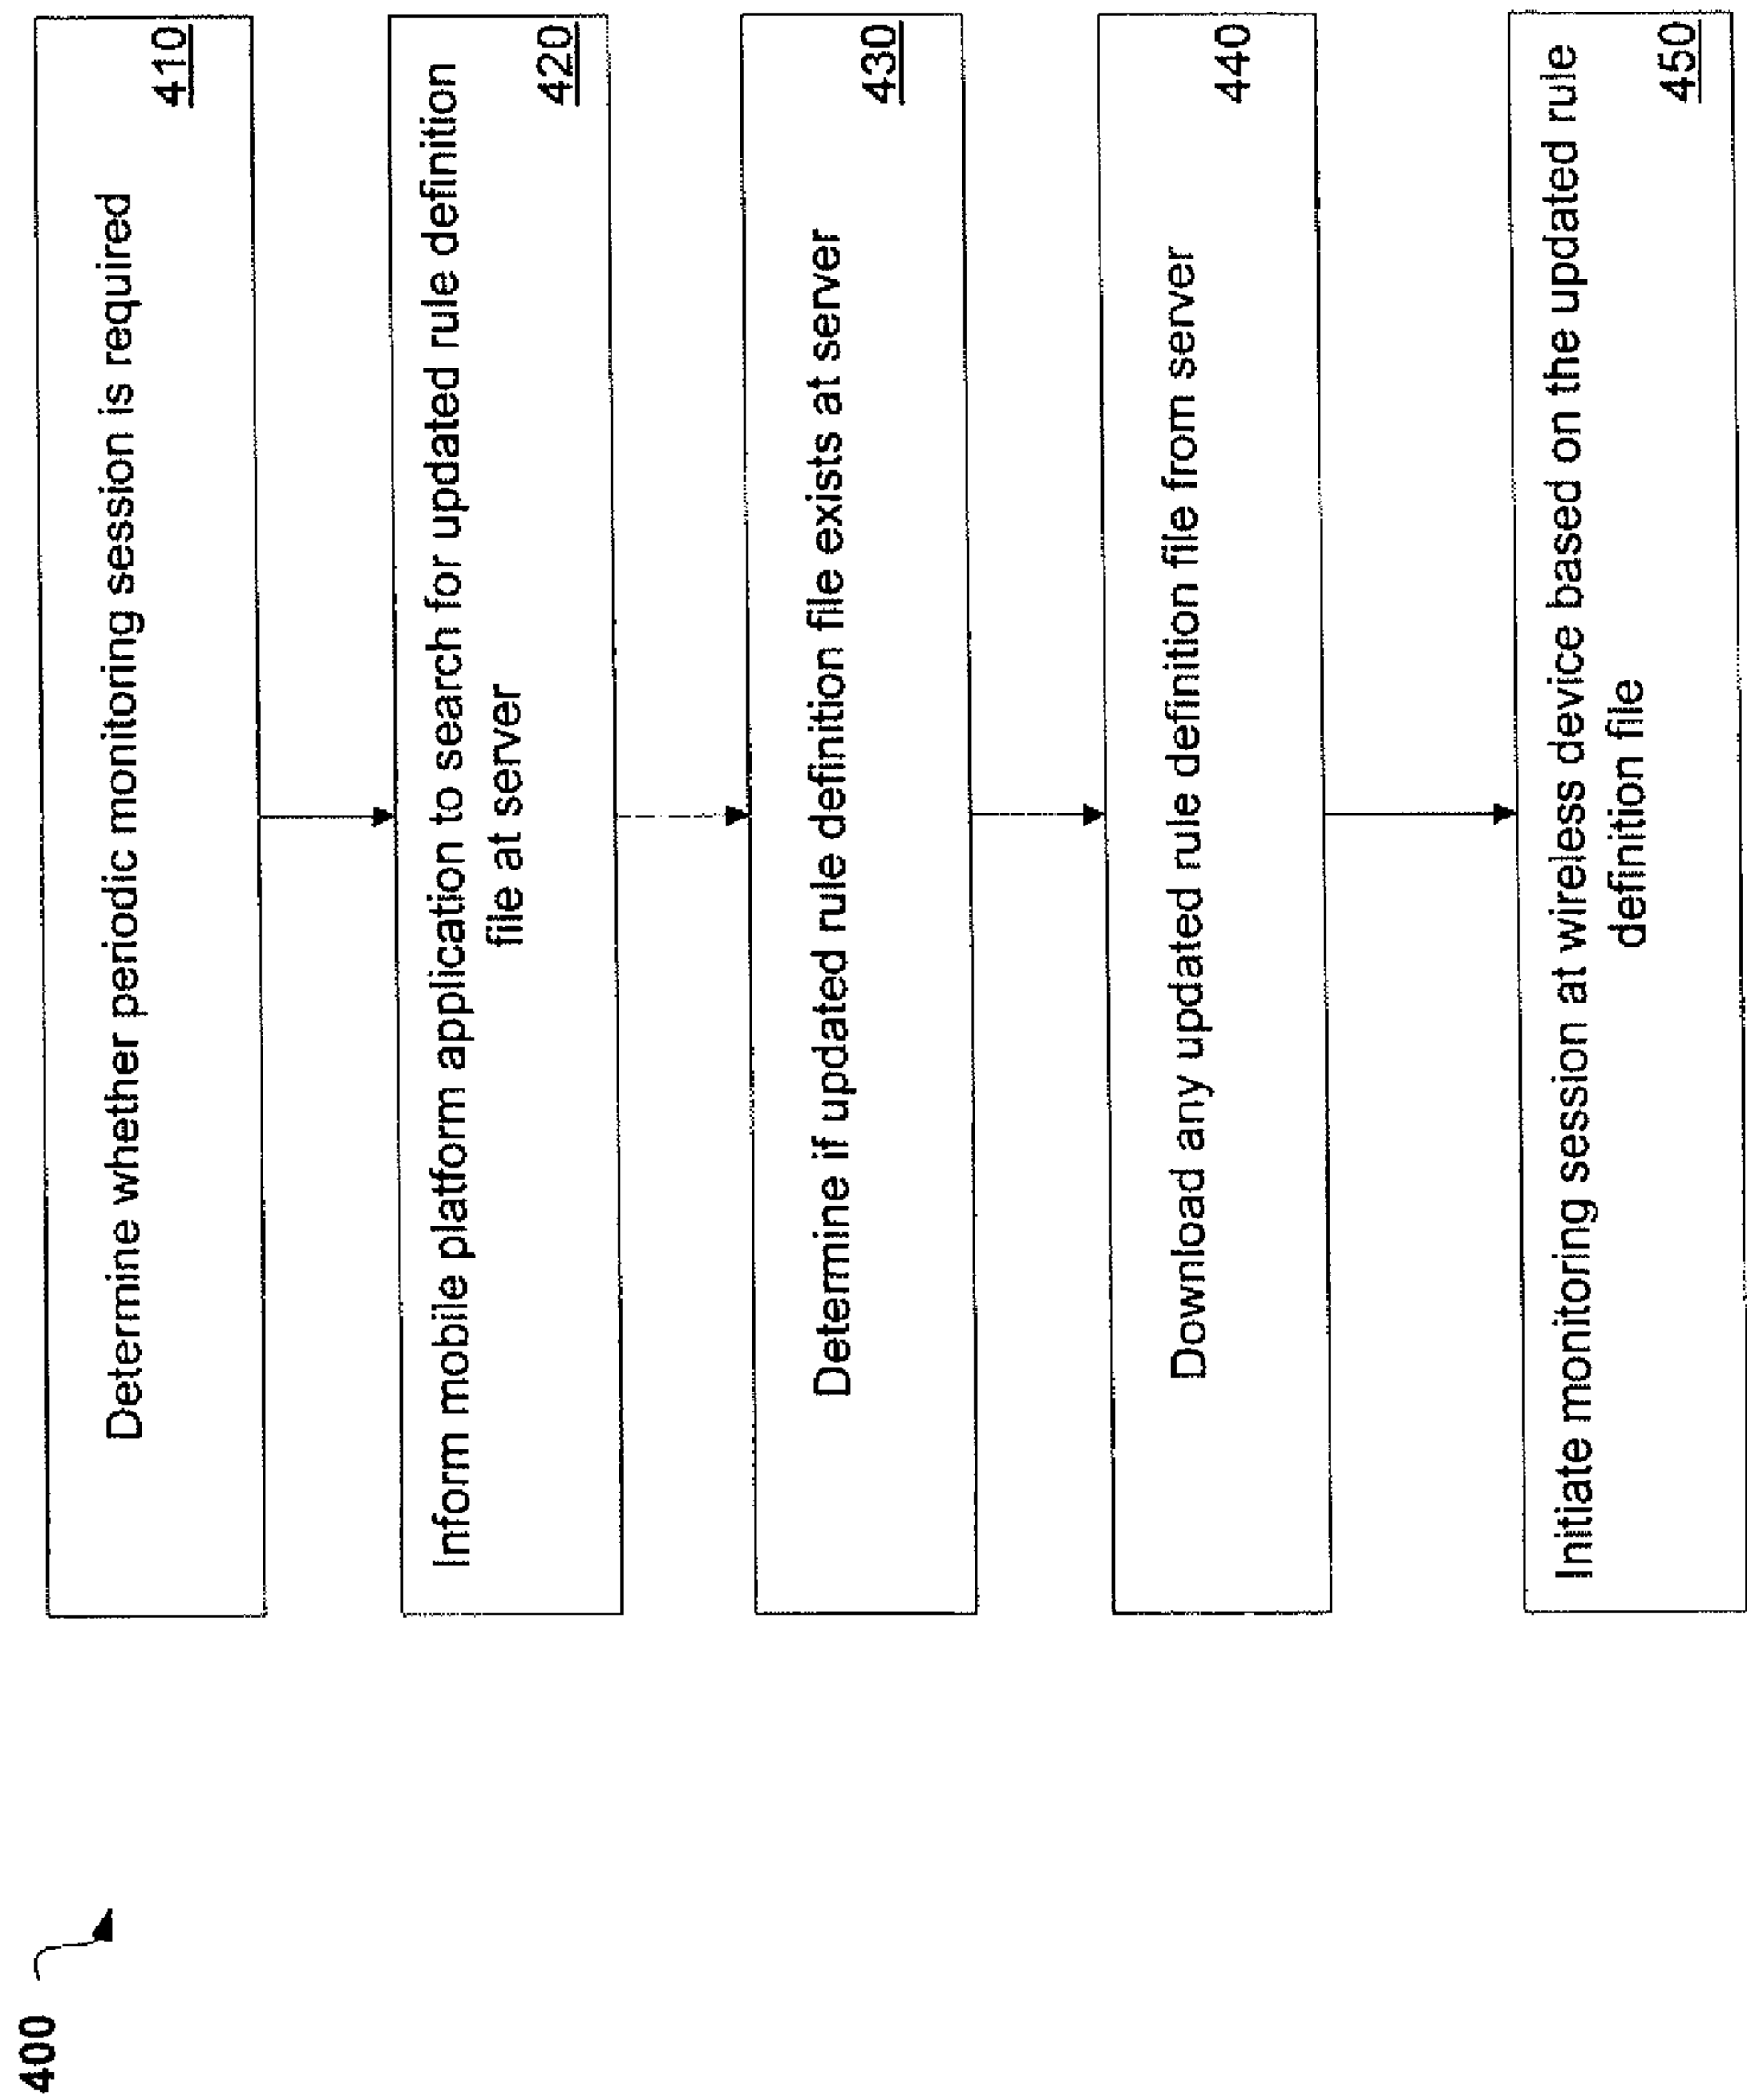 400
Determine whether periodic monitoring session is required
410
Inform mobile platform application to search for updated rule definition
file at server
420
Determine if updated rule definition file exists at server
430
Download any updated rule definition file from server
440
Initiate monitoring session at wireless device based on the updated rule
definition file
450